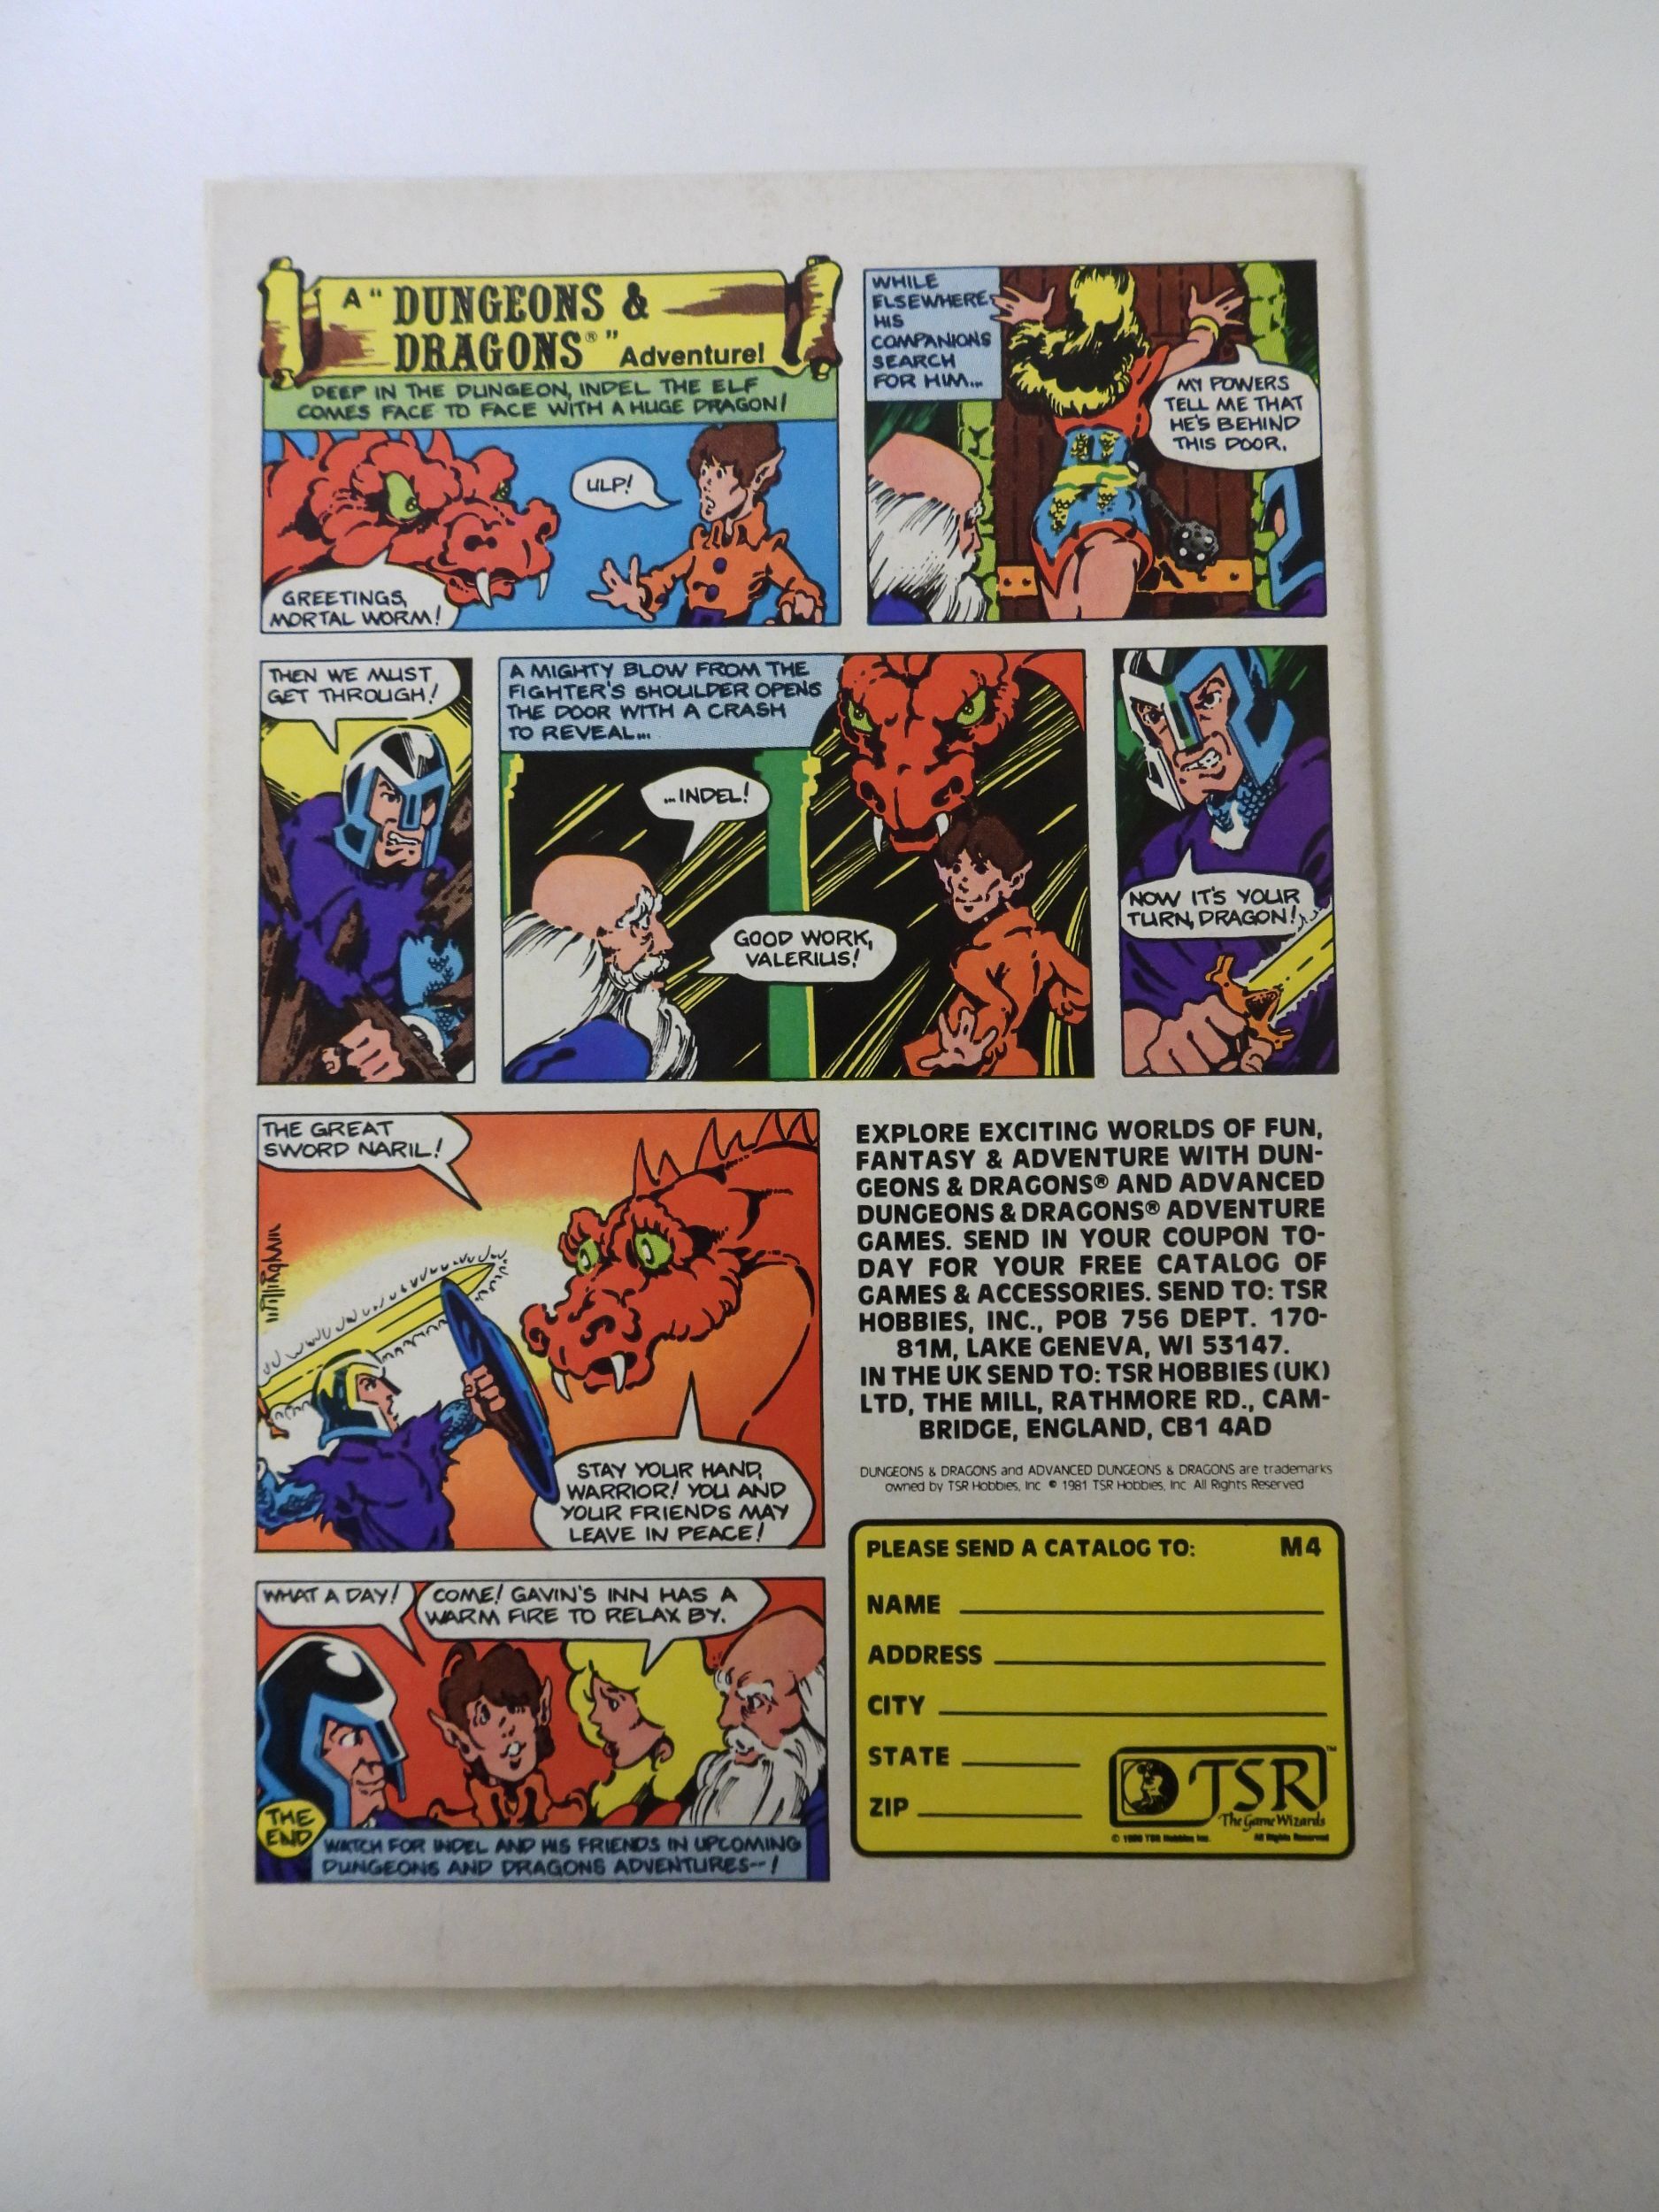 A "DUNGEONS &
DRAGONS®" Adventure!
DEEP IN THE DUNGEON, INDEL THE ELF
COMES FACE TO FACE WITH A HUGE DRAGON!
GREETINGS,
MORTAL WORM!
ULP!
WHILE
ELSEWHERE,
HIS
COMPANIONS
SEARCH
FOR HIM...
MY POWERS
TELL ME THAT
HE'S BEHIND
THIS DOOR.
THEN WE MUST
GET THROUGH!
A MIGHTY BLOW FROM THE
FIGHTER'S SHOULDER OPENS
THE DOOR WITH A CRASH
TO REVEAL...
...INDEL!
GOOD WORK,
VALERIUS!
NOW IT'S YOUR
TURN, DRAGON!
THE GREAT
SWORD NARIL!
Willingham
STAY YOUR HAND,
WARRIOR! YOU AND
YOUR FRIENDS MAY
LEAVE IN PEACE!
WHAT A DAY!
COME! GAVIN'S INN HAS A
WARM FIRE TO RELAX BY.
THE
END
WATCH FOR INDEL AND HIS FRIENDS IN UPCOMING
DUNGEONS AND DRAGONS ADVENTURES--!
EXPLORE EXCITING WORLDS OF FUN,
FANTASY & ADVENTURE WITH DUN-
GEONS & DRAGONS® AND ADVANCED
DUNGEONS & DRAGONS® ADVENTURE
GAMES. SEND IN YOUR COUPON TO-
DAY FOR YOUR FREE CATALOG OF
GAMES & ACCESSORIES. SEND TO: TSR
HOBBIES, INC., POB 756 DEPT. 170-
81M, LAKE GENEVA, WI 53147.
IN THE UK SEND TO: TSR HOBBIES (UK)
LTD, THE MILL, RATHMORE RD., CAM-
BRIDGE, ENGLAND, CB1 4AD
DUNGEONS & DRAGONS and ADVANCED DUNGEONS & DRAGONS are trademarks
owned by TSR Hobbies, Inc © 1981 TSR Hobbies, Inc All Rights Reserved
PLEASE SEND A CATALOG TO: M4
NAME
ADDRESS
CITY
STATE
ZIP
TSR™
The Game Wizards
© 1980 TSR Hobbies Inc. All Rights Reserved